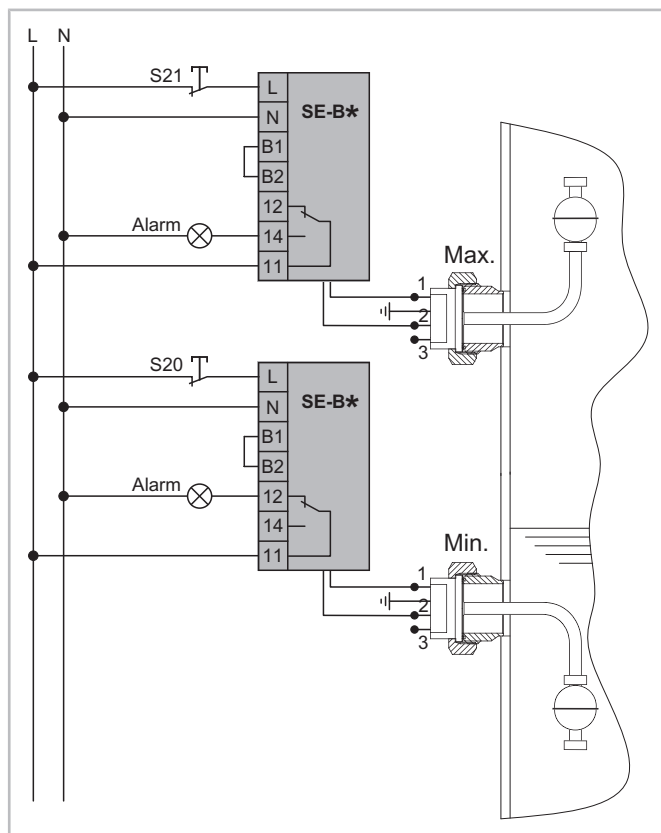 L N
S21
L
SE-B*
N
B1
B2
12
Alarm
14
11
Max.
1
2
3
S20
L
SE-B*
N
B1
B2
Alarm
12
14
11
Min.
1
2
3